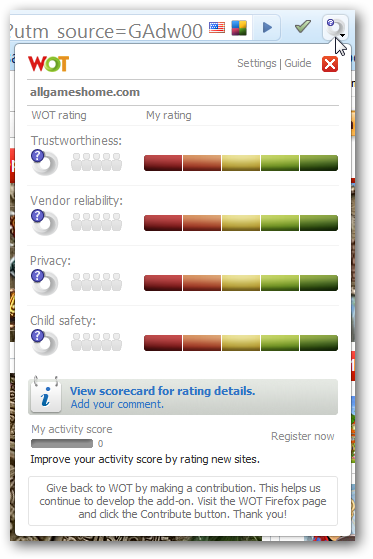 ?utm_source=GAdw00
WOT
Settings | Guide
allgameshome.com
WOT rating My rating
Trustworthiness:
Vendor reliability:
Privacy:
Child safety:
View scorecard for rating details.
Add your comment.
My activity score
0
Register now
Improve your activity score by rating new sites.
Give back to WOT by making a contribution. This helps us
continue to develop the add-on. Visit the WOT Firefox page
and click the Contribute button. Thank you!